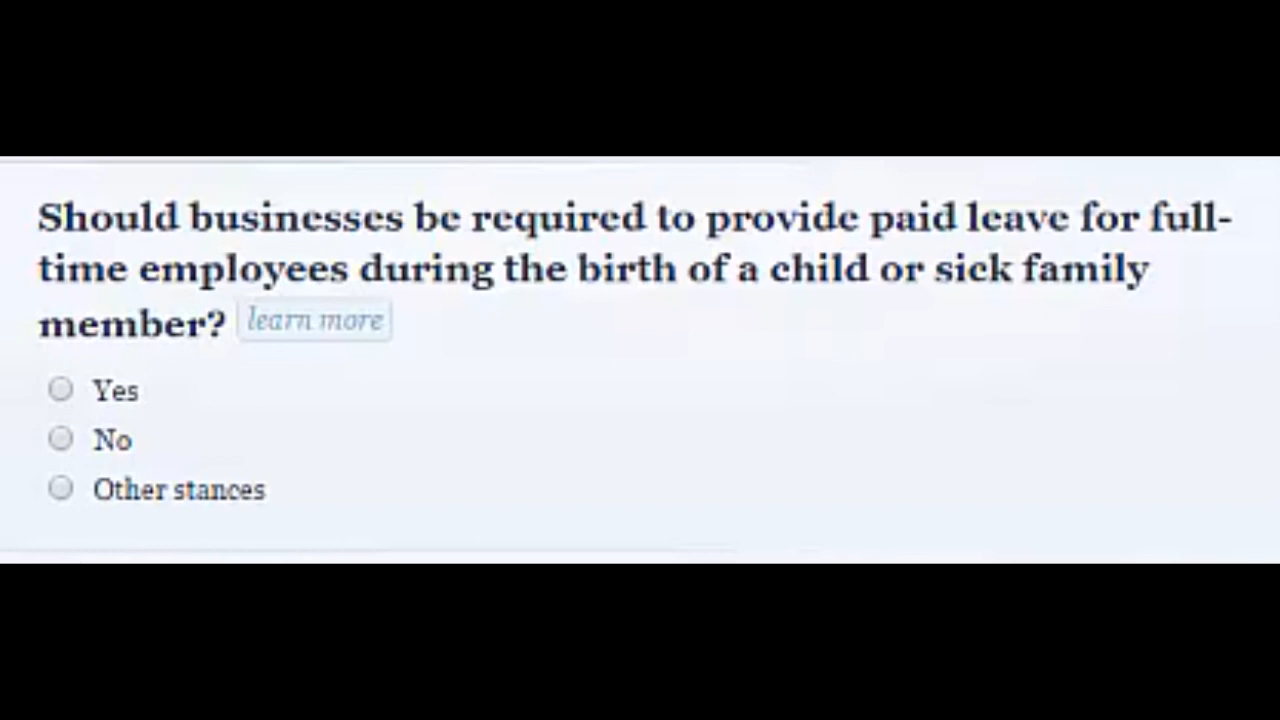 Should businesses be required to provide paid leave for full-
time employees during the birth of a child or sick family
member? learn more
Yes
No
Other stances